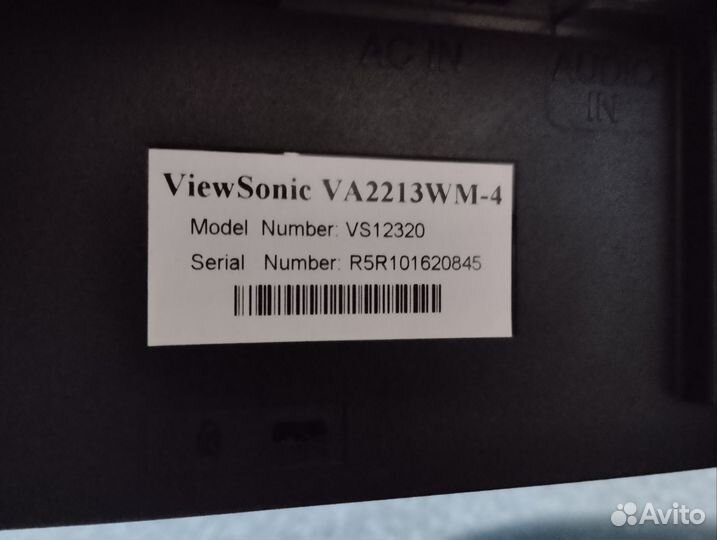 AC IN
AUDIO
IN
ViewSonic VA2213WM-4
Model Number: VS12320
Serial Number: R5R101620845
Avito